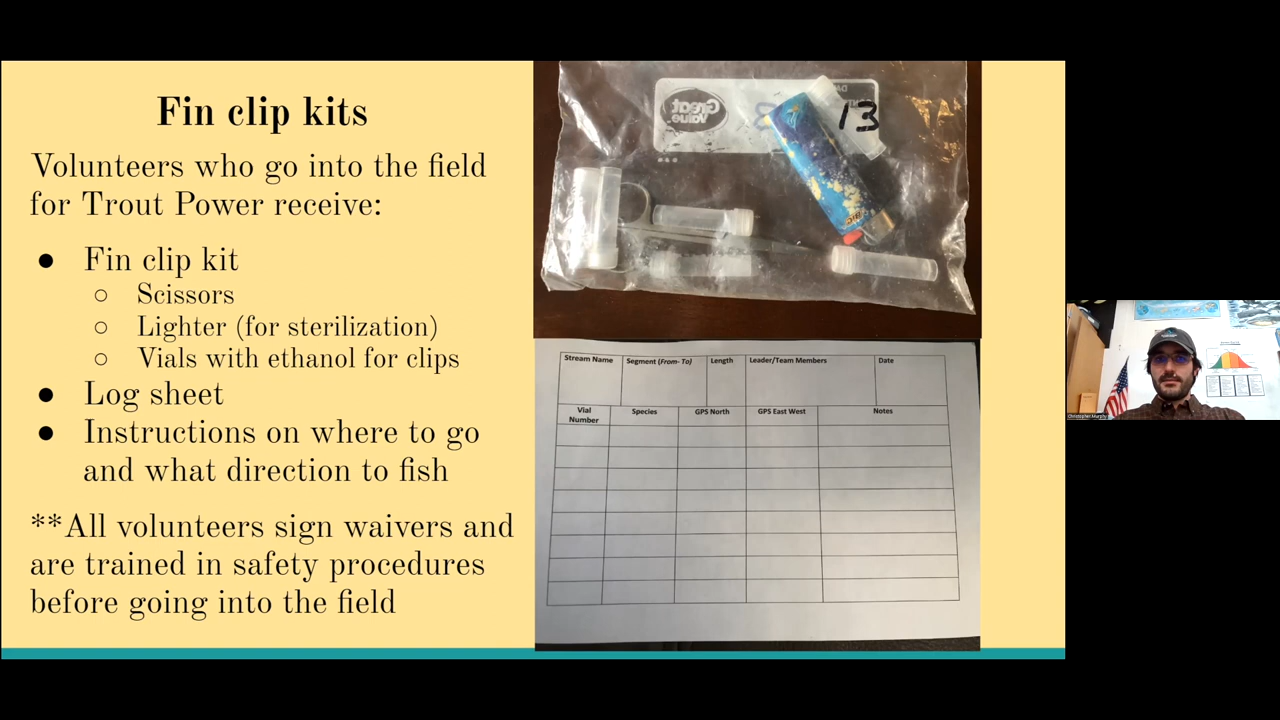 Fin clip kits
Volunteers who go into the field
for Trout Power receive:
● Fin clip kit
○ Scissors
○ Lighter (for sterilization)
○ Vials with ethanol for clips
● Log sheet
● Instructions on where to go
and what direction to fish
**All volunteers sign waivers and
are trained in safety procedures
before going into the field
Great
Value
13
BIC
Stream Name Segment (From- To) Length Leader/Team Members Date
Vial Species GPS North GPS East West Notes
Number
Christopher Murphy